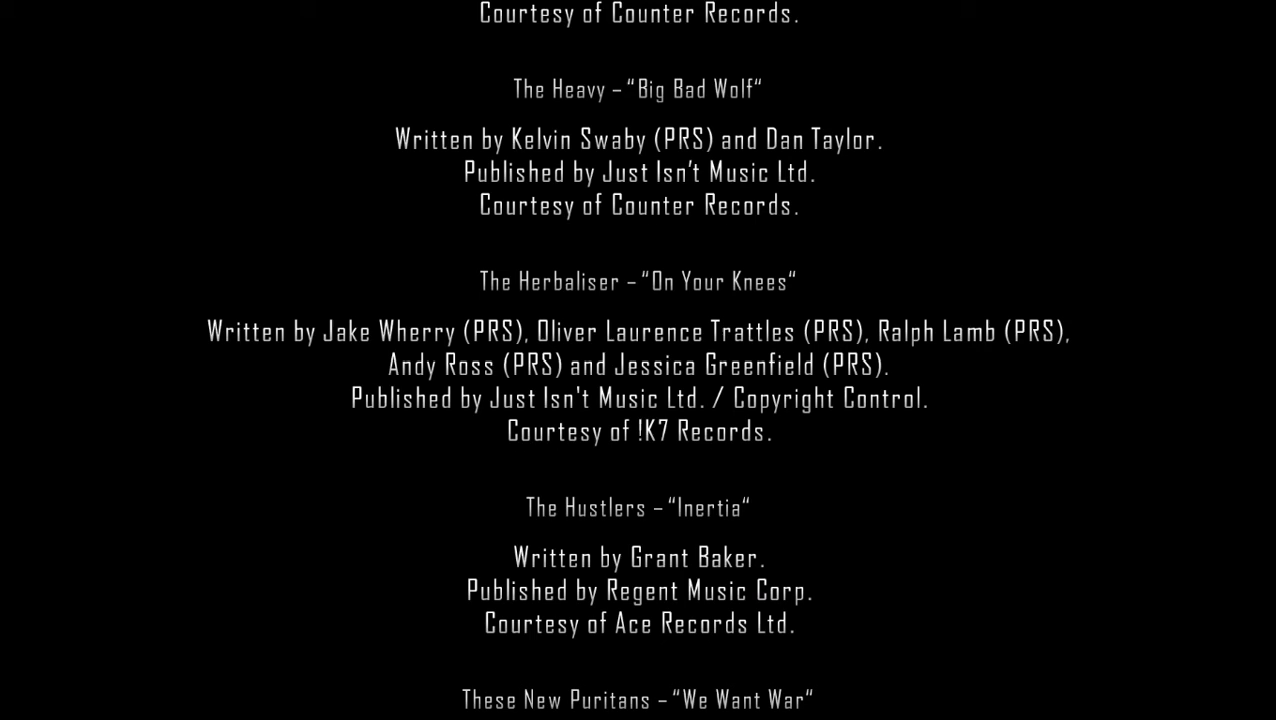 Courtesy of Counter Records.
The Heavy – “Big Bad Wolf“
Written by Kelvin Swaby (PRS) and Dan Taylor.
Published by Just Isn’t Music Ltd.
Courtesy of Counter Records.
The Herbaliser – “On Your Knees“
Written by Jake Wherry (PRS), Oliver Laurence Trattles (PRS), Ralph Lamb (PRS),
Andy Ross (PRS) and Jessica Greenfield (PRS).
Published by Just Isn't Music Ltd. / Copyright Control.
Courtesy of !K7 Records.
The Hustlers – “Inertia“
Written by Grant Baker.
Published by Regent Music Corp.
Courtesy of Ace Records Ltd.
These New Puritans – “We Want War“